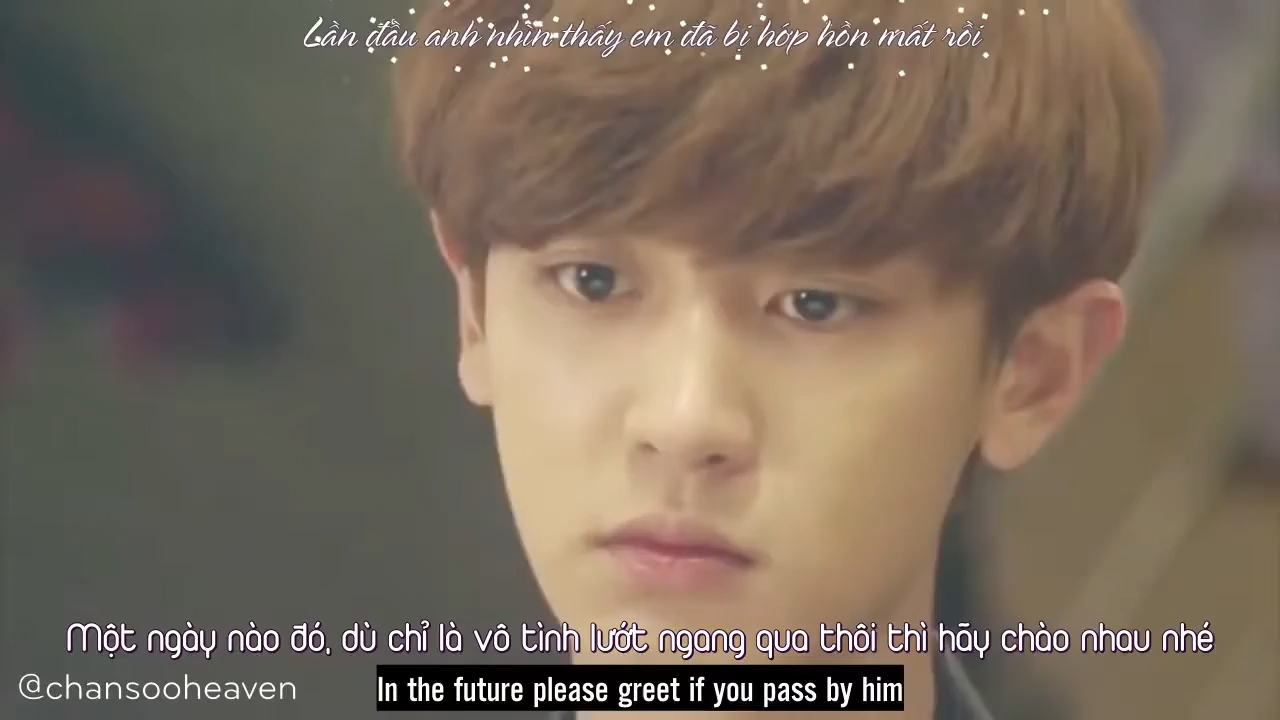 Lần đầu anh nhìn thấy em đã bị hớp hồn mất rồi
Một ngày nào đó, dù chỉ là vô tình lướt ngang qua thôi thì hãy chào nhau nhé
@chansooheaven
In the future please greet if you pass by him